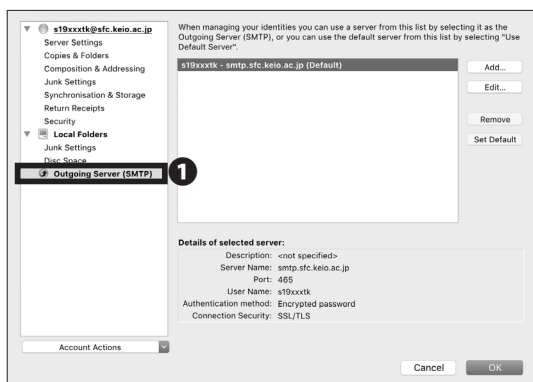 s19xxxtk@sfc.keio.ac.jp
Server Settings
Copies & Folders
Composition & Addressing
Junk Settings
Synchronisation & Storage
Return Receipts
Security
Local Folders
Junk Settings
Disc Space
Outgoing Server (SMTP)
1
Account Actions
When managing your identities you can use a server from this list by selecting it as the
Outgoing Server (SMTP), or you can use the default server from this list by selecting "Use
Default Server".
s19xxxtk - smtp.sfc.keio.ac.jp (Default)
Add...
Edit...
Remove
Set Default
Details of selected server:
Description: <not specified>
Server Name: smtp.sfc.keio.ac.jp
Port: 465
User Name: s19xxxtk
Authentication method: Encrypted password
Connection Security: SSL/TLS
Cancel
OK